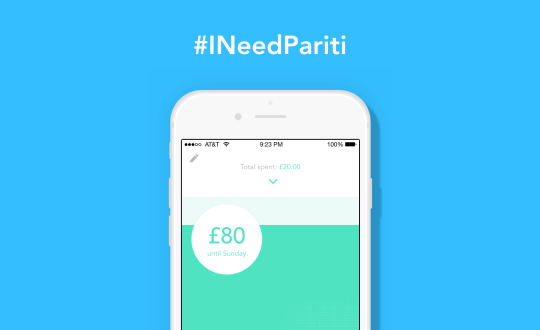 #INeedPariti
AT&T 9:23 PM 100%
Total spent: £20.00
£80
until Sunday